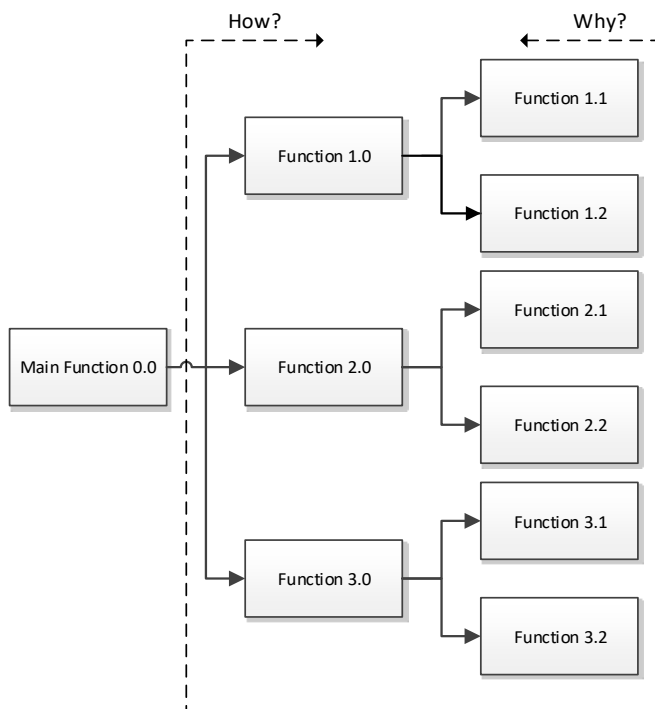 How?
Why?
Function 1.1
Function 1.0
Function 1.2
Function 2.1
Main Function 0.0
Function 2.0
Function 2.2
Function 3.1
Function 3.0
Function 3.2